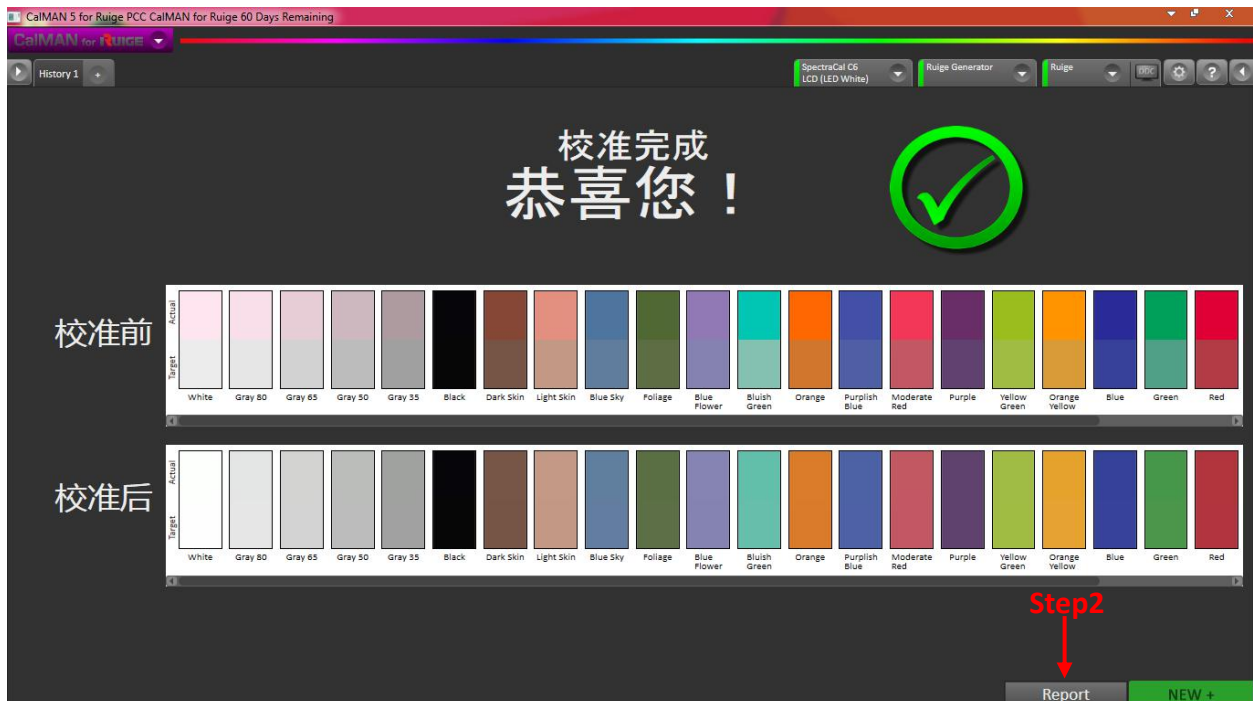 CalMAN 5 for Ruige PCC CalMAN for Ruige 60 Days Remaining
CalMAN for RUIGE
History 1 +
SpectraCal C6
LCD (LED White)
Ruige Generator
Ruige
DDC
?
校准完成
恭喜您！
校准前
Actual
Target
White
Gray 80
Gray 65
Gray 50
Gray 35
Black
Dark Skin
Light Skin
Blue Sky
Foliage
Blue
Flower
Bluish
Green
Orange
Purplish
Blue
Moderate
Red
Purple
Yellow
Green
Orange
Yellow
Blue
Green
Red
校准后
Actual
Target
White
Gray 80
Gray 65
Gray 50
Gray 35
Black
Dark Skin
Light Skin
Blue Sky
Foliage
Blue
Flower
Bluish
Green
Orange
Purplish
Blue
Moderate
Red
Purple
Yellow
Green
Orange
Yellow
Blue
Green
Red
Step2
Report
NEW +